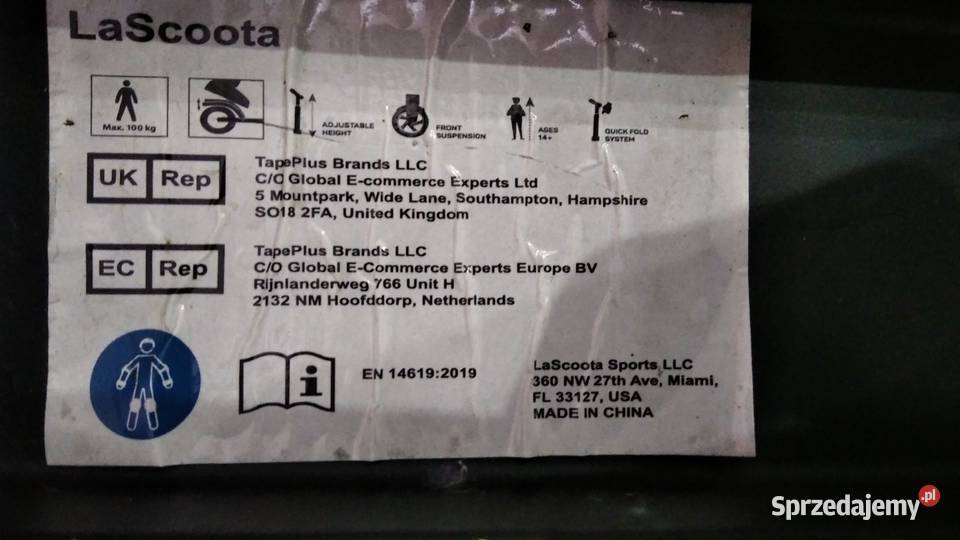 LaScoota
Max. 100 kg
ADJUSTABLE
HEIGHT
FRONT
SUSPENSION
AGES
14+
QUICK FOLD
SYSTEM
UK Rep
TapePlus Brands LLC
C/O Global E-commerce Experts Ltd
5 Mountpark, Wide Lane, Southampton, Hampshire
SO18 2FA, United Kingdom
EC Rep
TapePlus Brands LLC
C/O Global E-Commerce Experts Europe BV
Rijnlanderweg 766 Unit H
2132 NM Hoofddorp, Netherlands
i
EN 14619:2019
LaScoota Sports LLC
360 NW 27th Ave, Miami,
FL 33127, USA
MADE IN CHINA
Sprzedajemy.pl